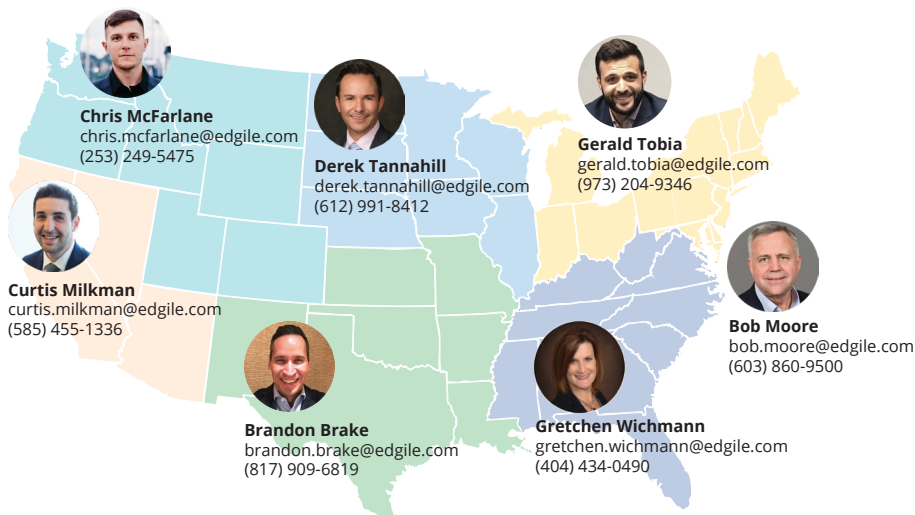 Chris McFarlane
chris.mcfarlane@edgile.com
(253) 249-5475
Derek Tannahill
derek.tannahill@edgile.com
(612) 991-8412
Gerald Tobia
gerald.tobia@edgile.com
(973) 204-9346
Curtis Milkman
curtis.milkman@edgile.com
(585) 455-1336
Bob Moore
bob.moore@edgile.com
(603) 860-9500
Brandon Brake
brandon.brake@edgile.com
(817) 909-6819
Gretchen Wichmann
gretchen.wichmann@edgile.com
(404) 434-0490